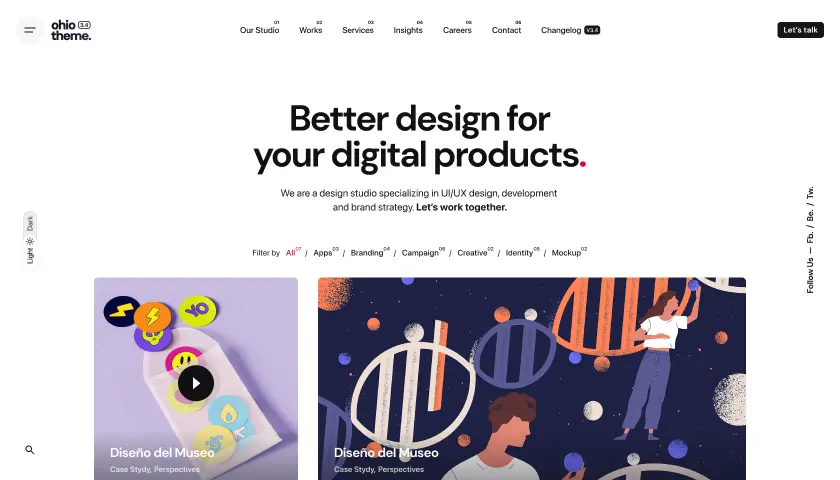 ohio 3.4
theme.
Our Studio 01 Works 02 Services 03 Insights 04 Careers 05 Contact 06 Changelog V3.4
Let's talk
Better design for
your digital products.
We are a design studio specializing in UI/UX design, development
and brand strategy. Let's work together.
Light Dark
Follow Us — Fb. / Be. / Tw.
Filter by All 07 / Apps 03 / Branding 04 / Campaign 06 / Creative 02 / Identity 05 / Mockup 02
YO
Diseño del Museo
Case Stydy, Perspectives
Diseño del Museo
Case Stydy, Perspectives